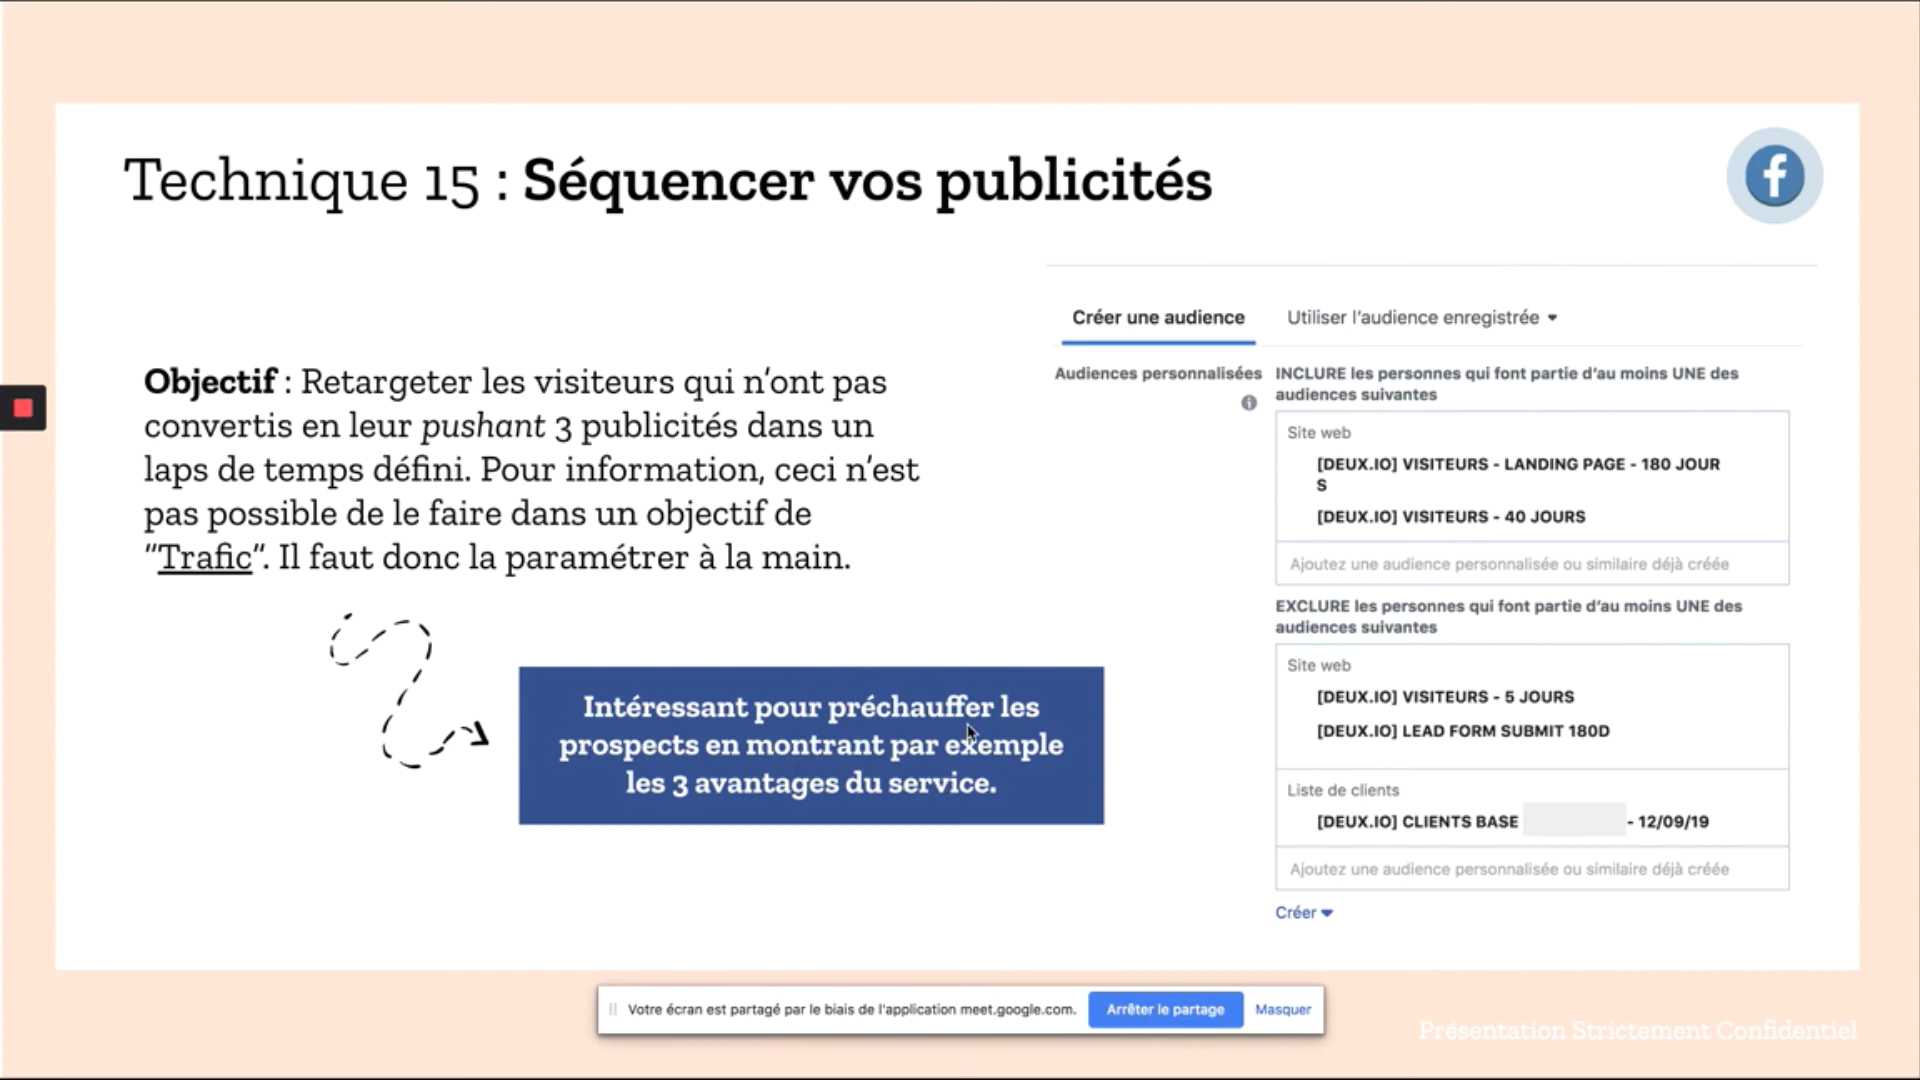 Technique 15 : Séquencer vos publicités
Objectif : Retargeter les visiteurs qui n’ont pas
convertis en leur pushant 3 publicités dans un
laps de temps défini. Pour information, ceci n’est
pas possible de le faire dans un objectif de
“Trafic”. Il faut donc la paramétrer à la main.
Intéressant pour préchauffer les
prospects en montrant par exemple
les 3 avantages du service.
Créer une audience
Utiliser l’audience enregistrée
Audiences personnalisées
INCLURE les personnes qui font partie d’au moins UNE des
audiences suivantes
Site web
[DEUX.IO] VISITEURS - LANDING PAGE - 180 JOUR
S
[DEUX.IO] VISITEURS - 40 JOURS
Ajoutez une audience personnalisée ou similaire déjà créée
EXCLURE les personnes qui font partie d’au moins UNE des
audiences suivantes
Site web
[DEUX.IO] VISITEURS - 5 JOURS
[DEUX.IO] LEAD FORM SUBMIT 180D
Liste de clients
[DEUX.IO] CLIENTS BASE - 12/09/19
Ajoutez une audience personnalisée ou similaire déjà créée
Créer
Votre écran est partagé par le biais de l'application meet.google.com.
Arrêter le partage
Masquer
Présentation Strictement Confidentiel